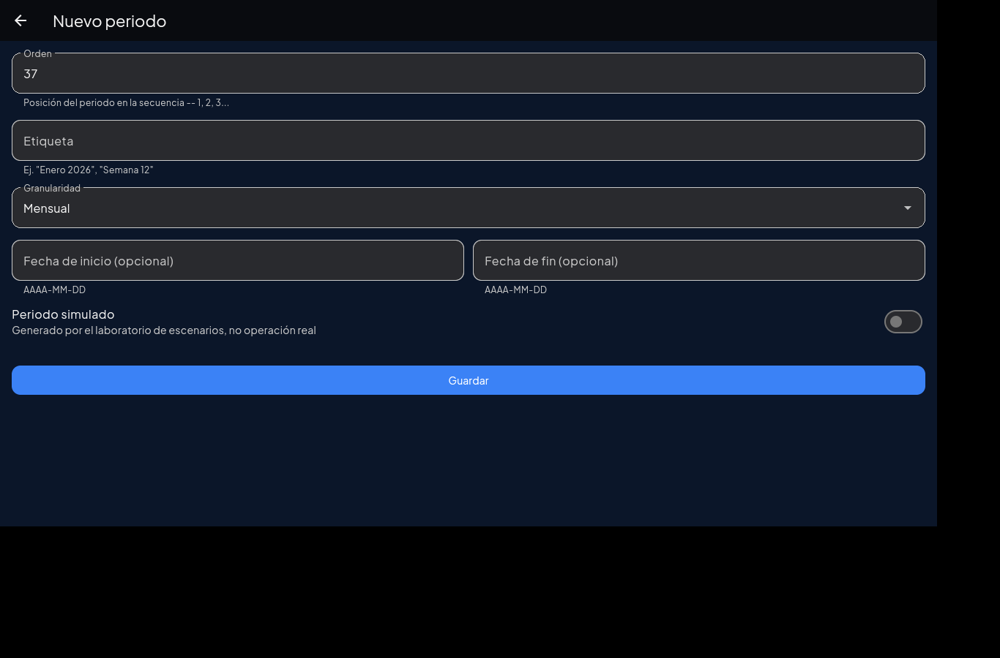 Nuevo periodo
Orden
37
Posición del periodo en la secuencia -- 1, 2, 3...
Etiqueta
Ej. "Enero 2026", "Semana 12"
Granularidad
Mensual
Fecha de inicio (opcional)
Fecha de fin (opcional)
AAAA-MM-DD
AAAA-MM-DD
Periodo simulado
Generado por el laboratorio de escenarios, no operación real
Guardar